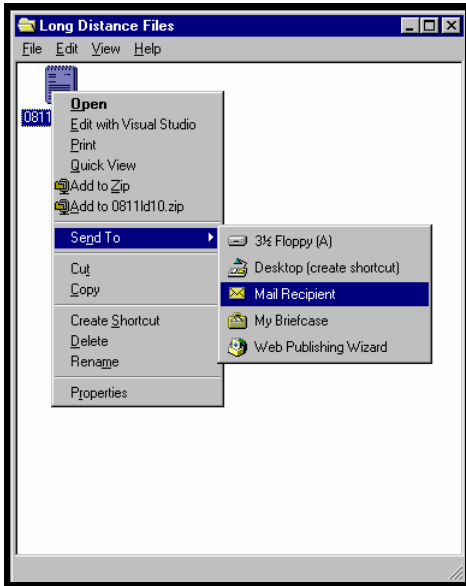 Long Distance Files
File Edit View Help
0811
Open
Edit with Visual Studio
Print
Quick View
Add to Zip
Add to 0811ld10.zip
Send To
3½ Floppy (A)
Desktop (create shortcut)
Mail Recipient
My Briefcase
Web Publishing Wizard
Cut
Copy
Create Shortcut
Delete
Rename
Properties